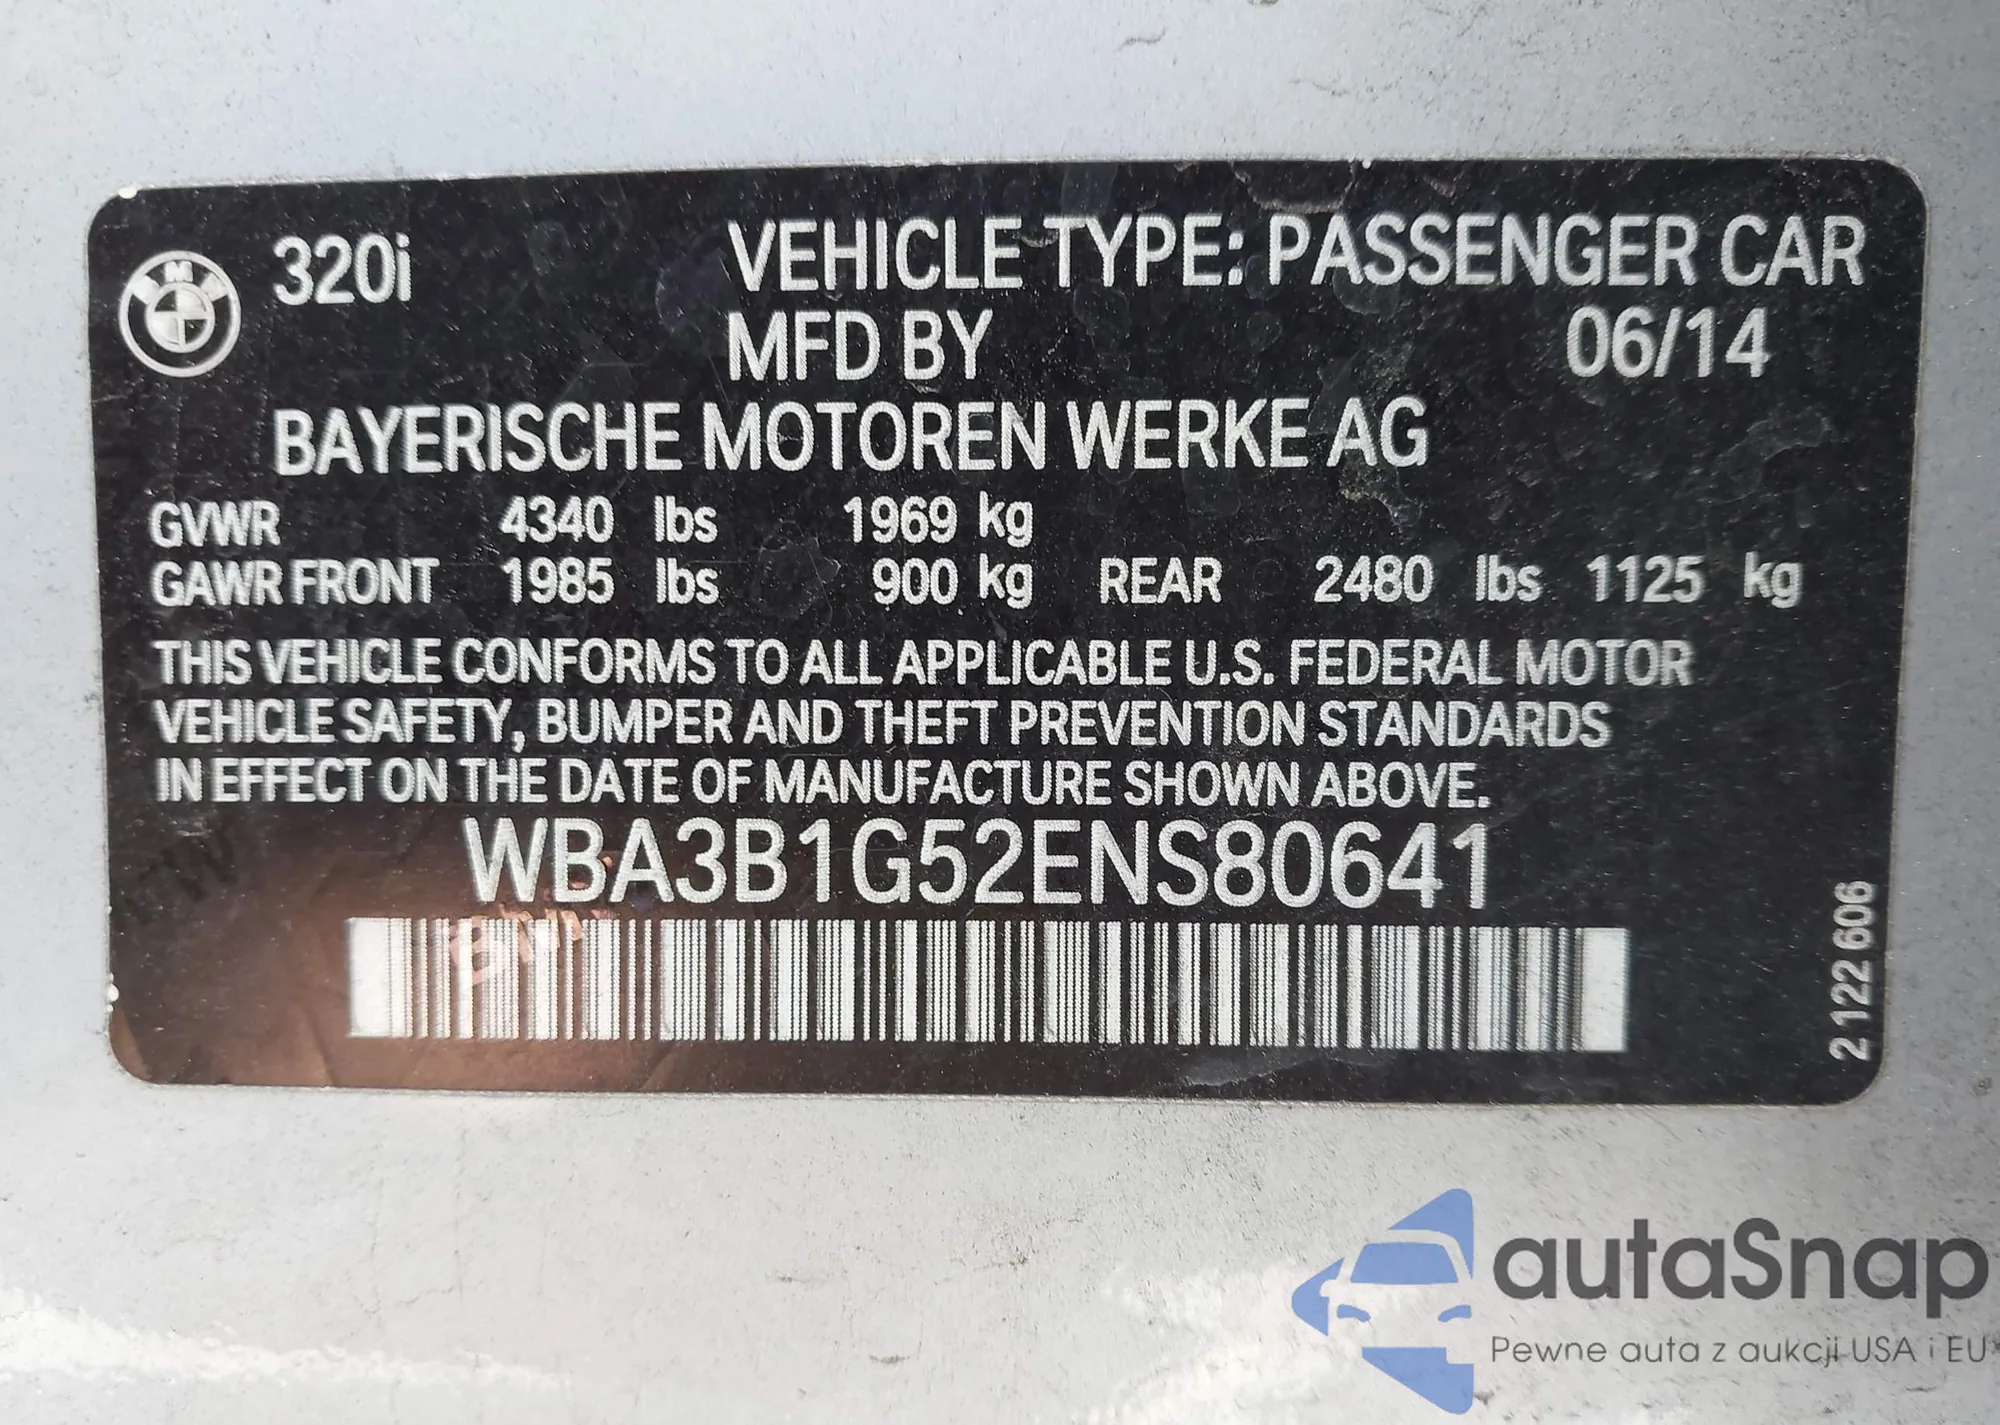 320i VEHICLE TYPE: PASSENGER CAR
MFD BY 06/14
BAYERISCHE MOTOREN WERKE AG
GVWR 4340 lbs 1969 kg
GAWR FRONT 1985 lbs 900 kg REAR 2480 lbs 1125 kg
THIS VEHICLE CONFORMS TO ALL APPLICABLE U.S. FEDERAL MOTOR
VEHICLE SAFETY, BUMPER AND THEFT PREVENTION STANDARDS
IN EFFECT ON THE DATE OF MANUFACTURE SHOWN ABOVE.
WBA3B1G52ENS80641
2 122 606
autaSnap
Pewne auta z aukcji USA i EU